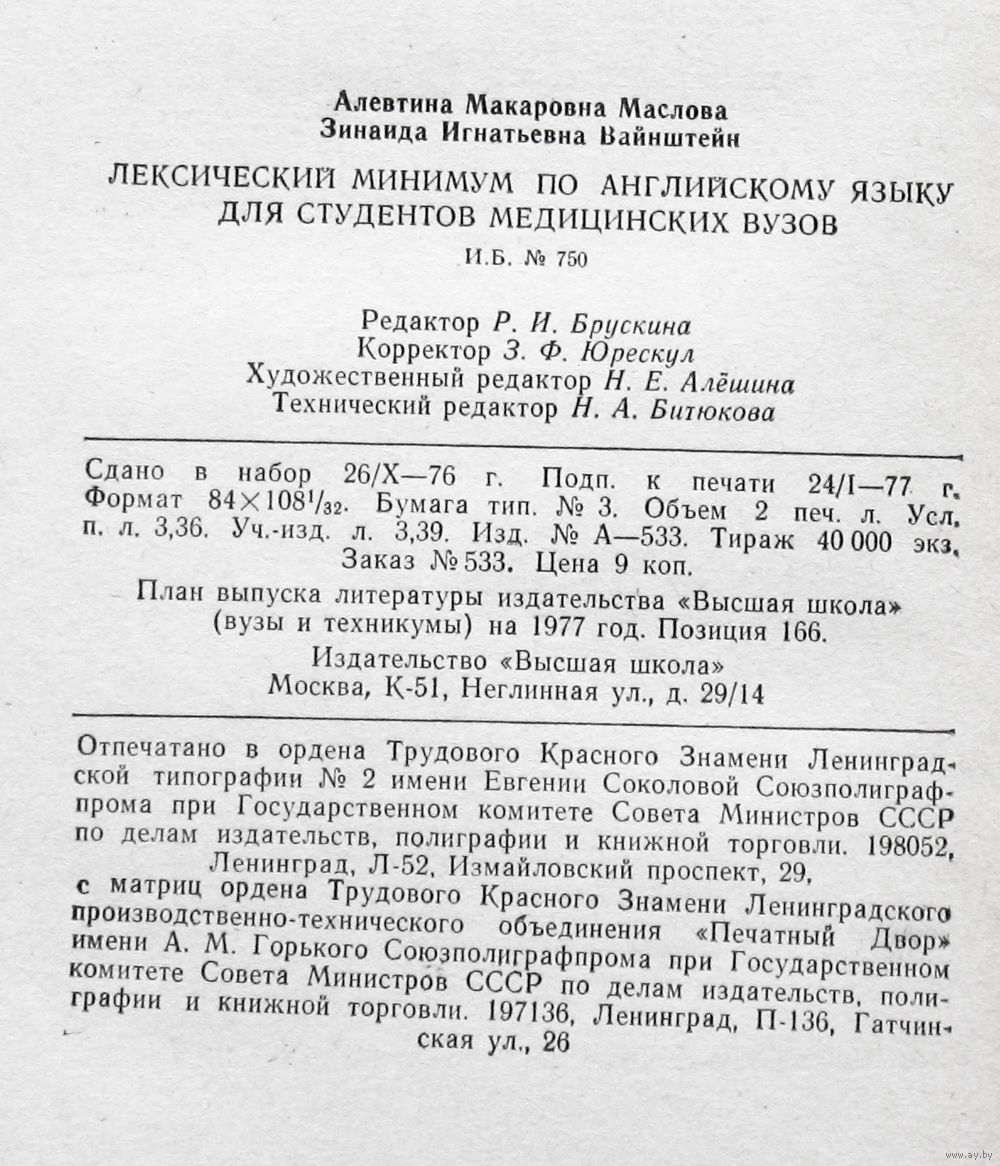 Алевтина Макаровна Маслова
Зинаида Игнатьевна Вайнштейн
ЛЕКСИЧЕСКИЙ МИНИМУМ ПО АНГЛИЙСКОМУ ЯЗЫКУ
ДЛЯ СТУДЕНТОВ МЕДИЦИНСКИХ ВУЗОВ
И.Б. № 750
Редактор Р. И. Брускина
Корректор З. Ф. Юрескул
Художественный редактор Н. Е. Алёшина
Технический редактор Н. А. Битюкова
Сдано в набор 26/X—76 г. Подп. к печати 24/I—77 г.
Формат 84×108¹/₃₂. Бумага тип. № 3. Объем 2 печ. л. Усл.
п. л. 3,36. Уч.-изд. л. 3,39. Изд. № А—533. Тираж 40 000 экз.
Заказ № 533. Цена 9 коп.
План выпуска литературы издательства «Высшая школа»
(вузы и техникумы) на 1977 год. Позиция 166.
Издательство «Высшая школа»
Москва, К-51, Неглинная ул., д. 29/14
Отпечатано в ордена Трудового Красного Знамени Ленинград-
ской типографии № 2 имени Евгении Соколовой Союзполиграф-
прома при Государственном комитете Совета Министров СССР
по делам издательств, полиграфии и книжной торговли. 198052,
Ленинград, Л-52, Измайловский проспект, 29,
с матриц ордена Трудового Красного Знамени Ленинградского
производственно-технического объединения «Печатный Двор»
имени А. М. Горького Союзполиграфпрома при Государственном
комитете Совета Министров СССР по делам издательств, поли-
графии и книжной торговли. 197136, Ленинград, П-136, Гатчин-
ская ул., 26
www.ay.by